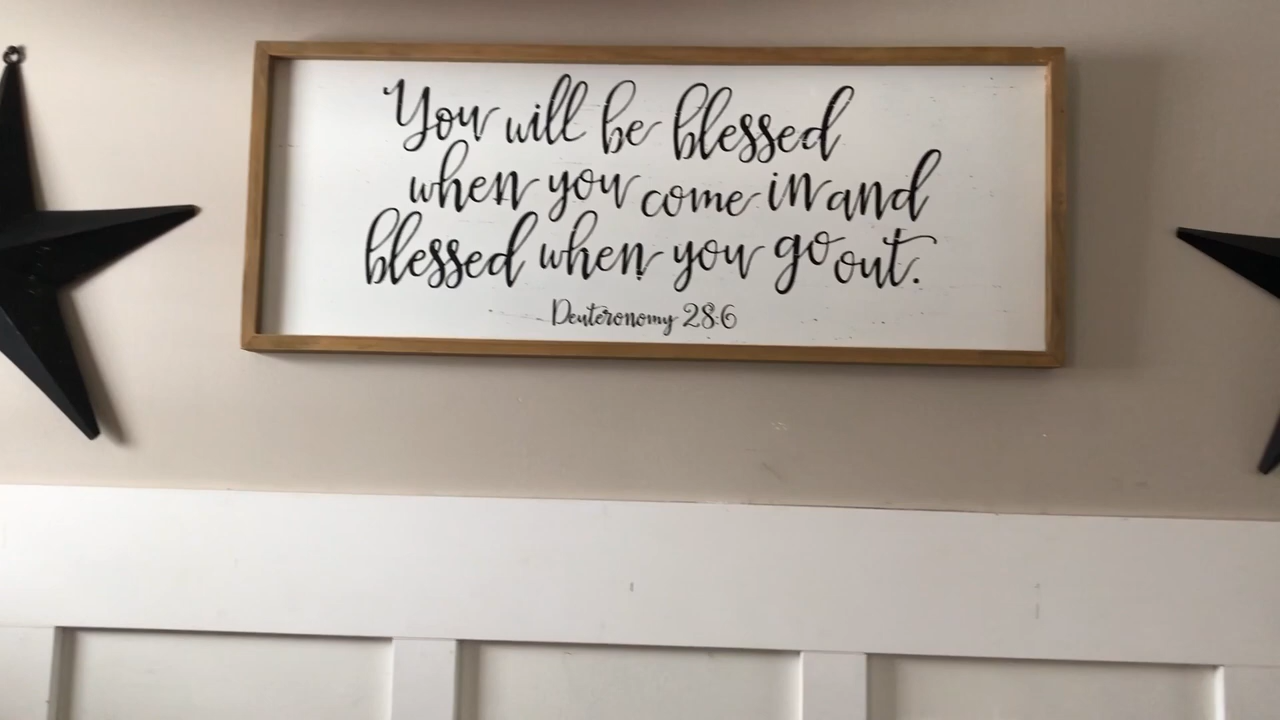 You will be blessed
when you come in and
blessed when you go out.
Deuteronomy 28:6